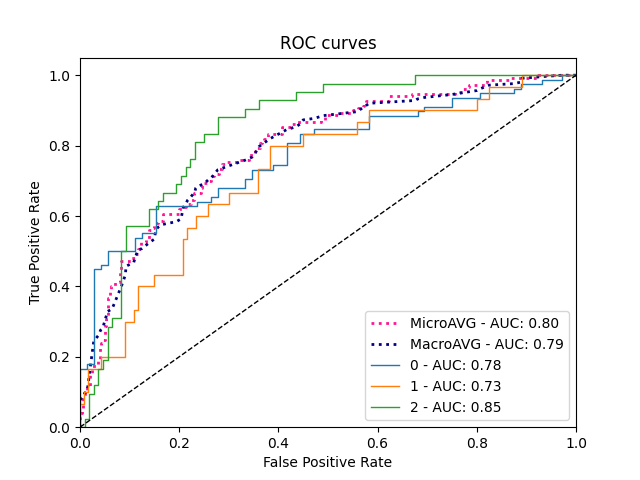 ROC curves
True Positive Rate
1.0
0.8
0.6
0.4
0.2
0.0
MicroAVG - AUC: 0.80
MacroAVG - AUC: 0.79
0 - AUC: 0.78
1 - AUC: 0.73
2 - AUC: 0.85
0.0 0.2 0.4 0.6 0.8 1.0
False Positive Rate